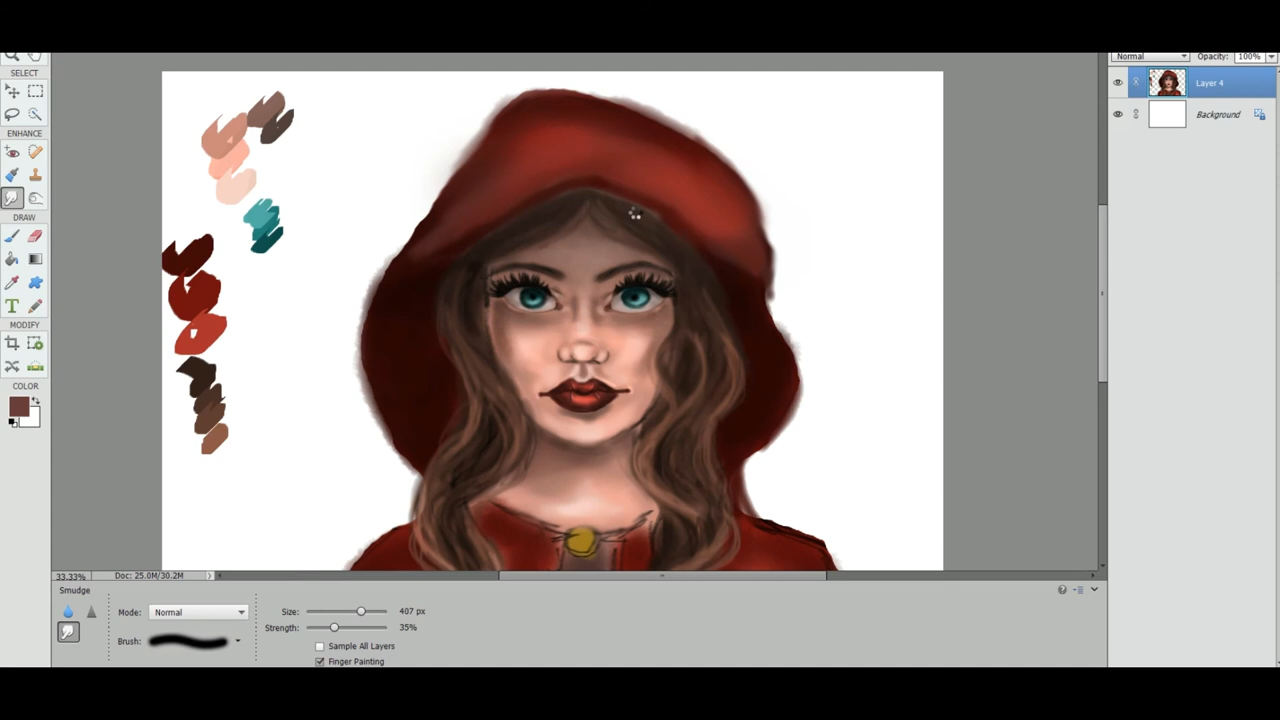 SELECT
ENHANCE
DRAW
T
MODIFY
COLOR
Normal Opacity: 100%
Layer 4
Background
33.33% Doc: 25.0M/30.2M
Smudge
Mode: Normal
Brush:
Size: 407 px
Strength: 35%
Sample All Layers
Finger Painting